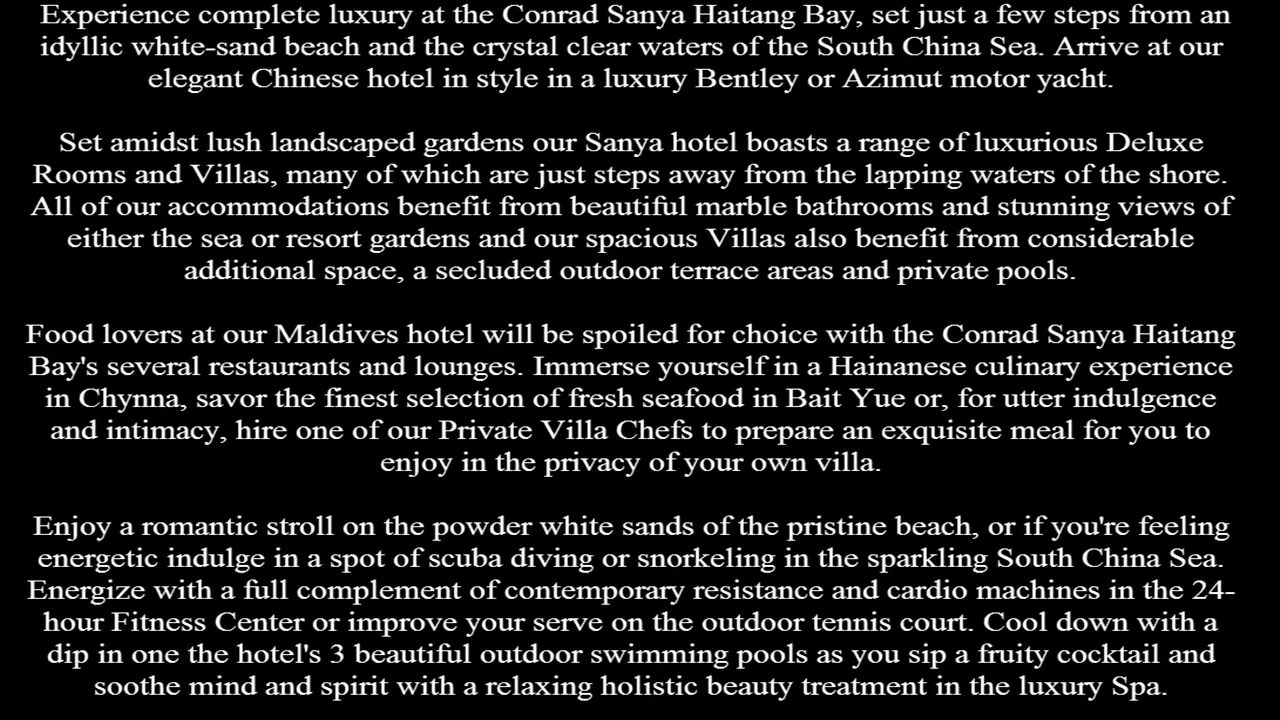 Experience complete luxury at the Conrad Sanya Haitang Bay, set just a few steps from an
idyllic white-sand beach and the crystal clear waters of the South China Sea. Arrive at our
elegant Chinese hotel in style in a luxury Bentley or Azimut motor yacht.
Set amidst lush landscaped gardens our Sanya hotel boasts a range of luxurious Deluxe
Rooms and Villas, many of which are just steps away from the lapping waters of the shore.
All of our accommodations benefit from beautiful marble bathrooms and stunning views of
either the sea or resort gardens and our spacious Villas also benefit from considerable
additional space, a secluded outdoor terrace areas and private pools.
Food lovers at our Maldives hotel will be spoiled for choice with the Conrad Sanya Haitang
Bay's several restaurants and lounges. Immerse yourself in a Hainanese culinary experience
in Chynna, savor the finest selection of fresh seafood in Bait Yue or, for utter indulgence
and intimacy, hire one of our Private Villa Chefs to prepare an exquisite meal for you to
enjoy in the privacy of your own villa.
Enjoy a romantic stroll on the powder white sands of the pristine beach, or if you're feeling
energetic indulge in a spot of scuba diving or snorkeling in the sparkling South China Sea.
Energize with a full complement of contemporary resistance and cardio machines in the 24-
hour Fitness Center or improve your serve on the outdoor tennis court. Cool down with a
dip in one the hotel's 3 beautiful outdoor swimming pools as you sip a fruity cocktail and
soothe mind and spirit with a relaxing holistic beauty treatment in the luxury Spa.